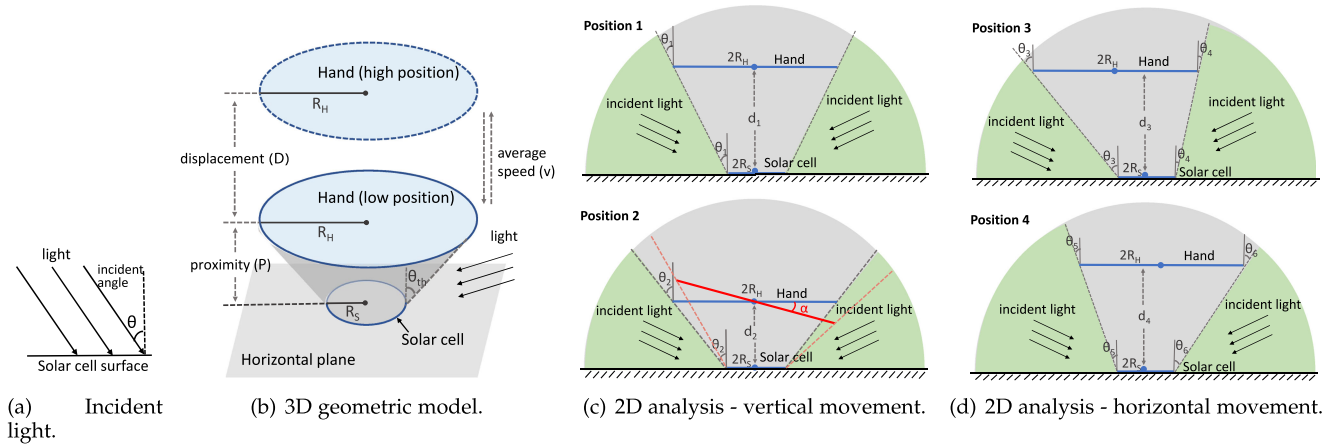 light
incident
angle
θ
Solar cell surface
(a) Incident
light.
Hand (high position)
R_H
displacement (D)
average
speed (v)
Hand (low position)
R_H
proximity (P)
light
θ_th
R_S
Solar cell
Horizontal plane
(b) 3D geometric model.
Position 1
θ_1
2R_H Hand
incident light
d_1
incident light
θ_1
2R_S Solar cell
Position 2
θ_2
2R_H
Hand
α
incident light
d_2
incident light
θ_2
2R_S Solar cell
(c) 2D analysis - vertical movement.
Position 3
θ_3
θ_4
2R_H Hand
incident light
d_3
incident light
θ_3
θ_4
2R_S Solar cell
Position 4
θ_5
θ_6
2R_H Hand
incident light
d_4
incident light
θ_5
θ_6
2R_S Solar cell
(d) 2D analysis - horizontal movement.